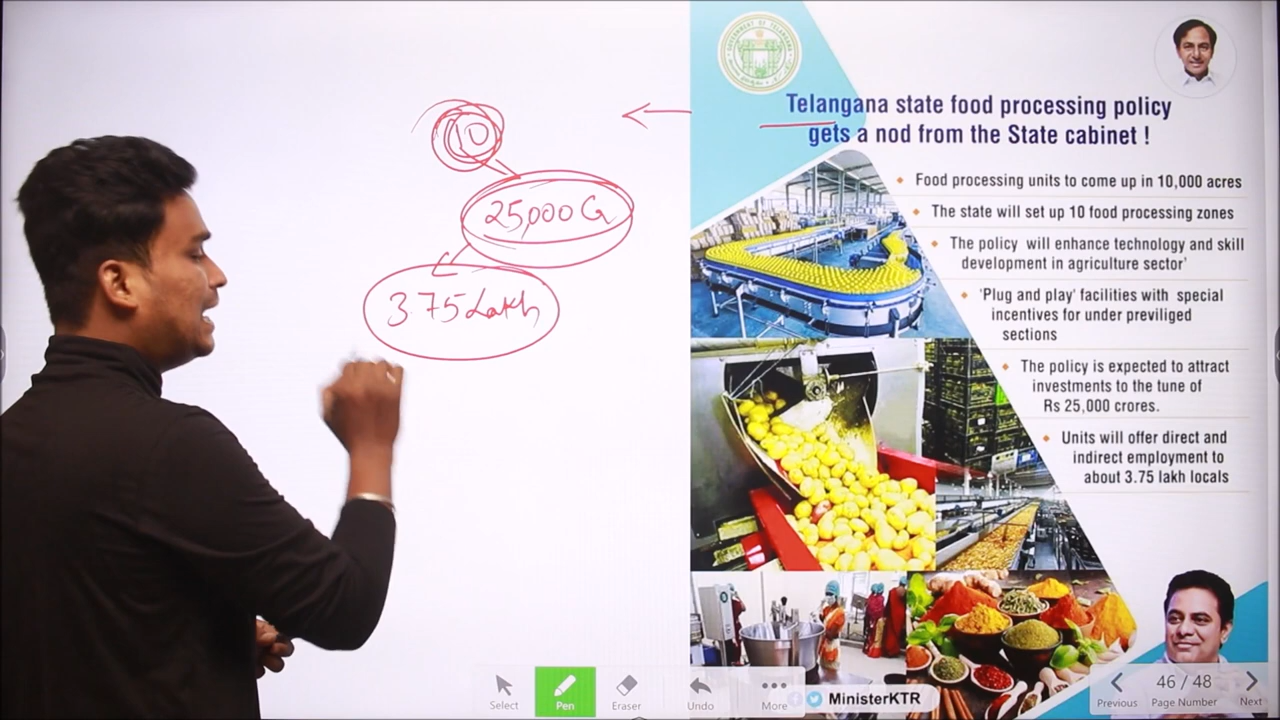 10
25,000 Cr
3.75 Lakh
Telangana state food processing policy
gets a nod from the State cabinet !
Food processing units to come up in 10,000 acres
The state will set up 10 food processing zones
The policy will enhance technology and skill
development in agriculture sector'
'Plug and play' facilities with special
incentives for under previliged
sections
The policy is expected to attract
investments to the tune of
Rs 25,000 crores.
Units will offer direct and
indirect employment to
about 3.75 lakh locals
MinisterKTR
Select
Pen
Eraser
Undo
More
Previous
46 / 48
Page Number
Next